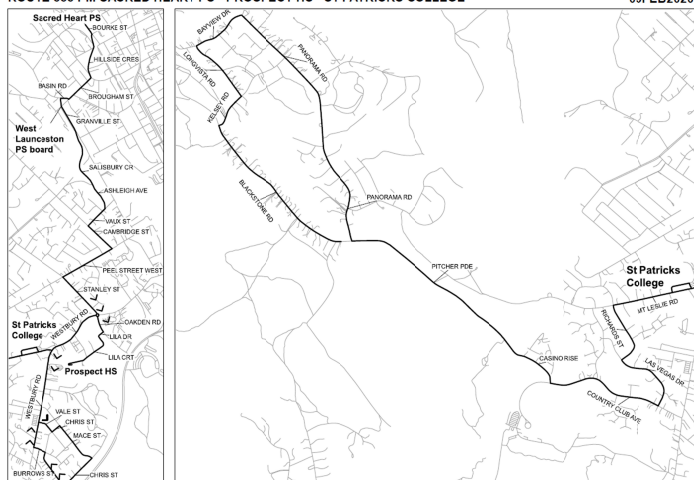 ROUTE PM SACRED HEART PS - PROSPECT HS - ST PATRICKS COLLEGE
Sacred Heart PS
BOURKE ST
HILLSIDE CRES
BASIN RD
BROUGHAM ST
GRANVILLE ST
West
Launceston
PS board
SALISBURY CR
ASHLEIGH AVE
VAUX ST
CAMBRIDGE ST
PEEL STREET WEST
STANLEY ST
WESTBURY RD
OAKDEN RD
St Patricks
College
LILA DR
LILA CRT
Prospect HS
WESTBURY RD
VALE ST
CHRIS ST
MACE ST
BURROWS ST
CHRIS ST
BAYVIEW DR
LONGVISTA RD
PANORAMA RD
KELSEY RD
BLACKSTONE RD
PANORAMA RD
PITCHER PDE
St Patricks
College
MT LESLIE RD
RICHARDS ST
CASINO RISE
LAS VEGAS DR
COUNTRY CLUB AVE